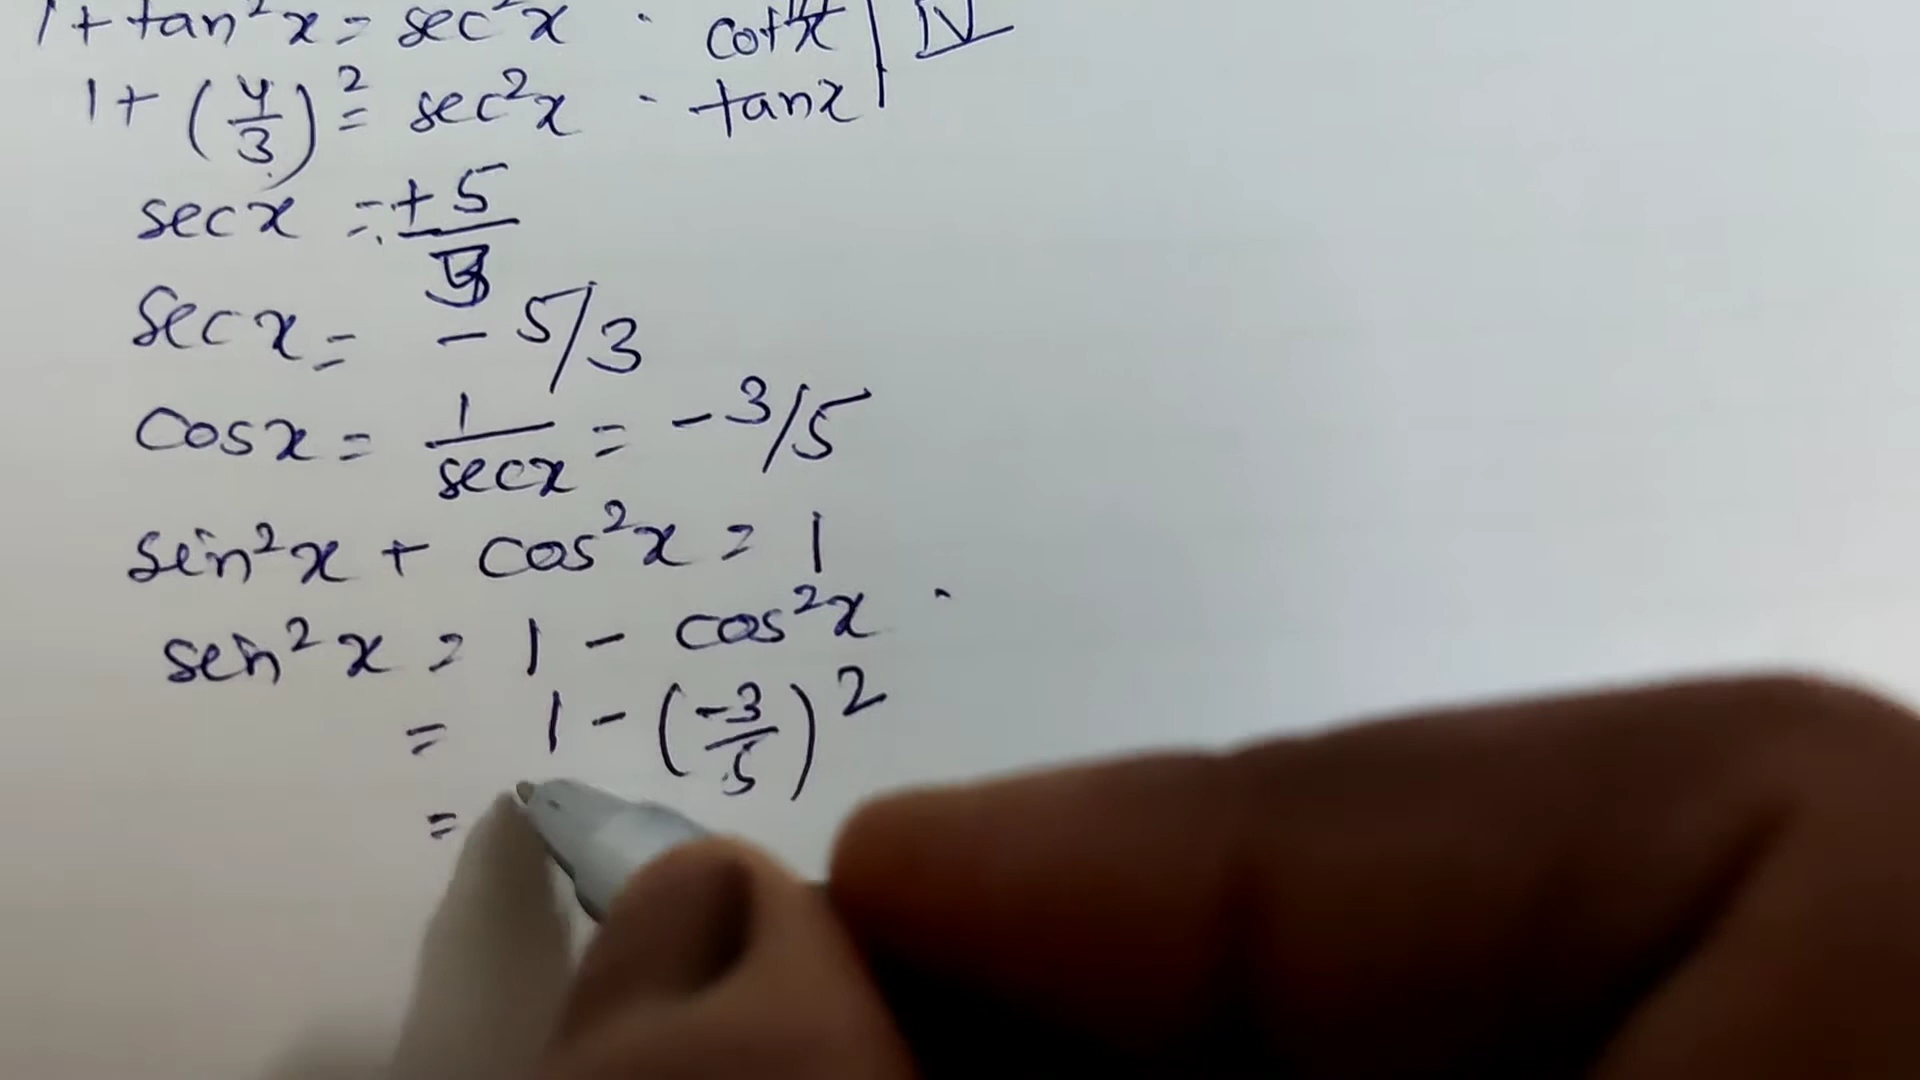 1 + tan²x = sec²x . cotx | IV
1 + (4/3)² = sec²x . tanx |
secx = ± 5/3
secx = - 5/3
cosx = 1/secx = - 3/5
sin²x + cos²x = 1
sin²x = 1 - cos²x .
= 1 - (-3/5)²
=